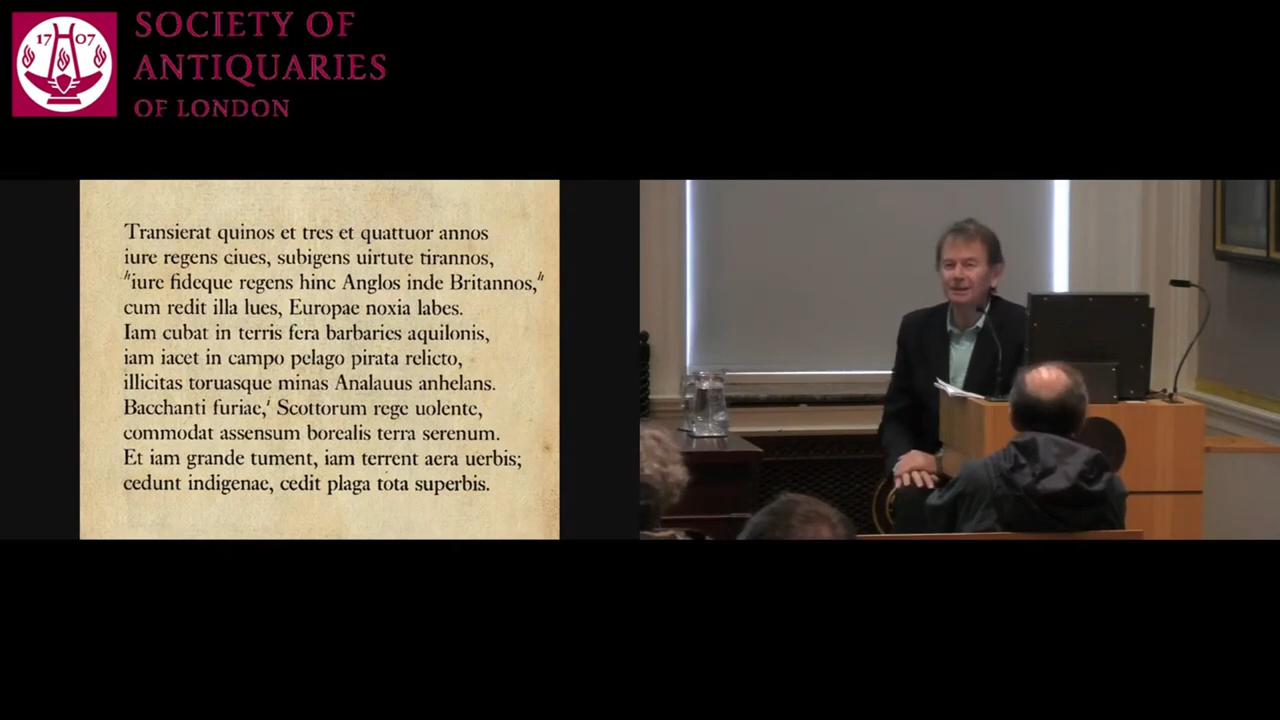 17 07
SOCIETY OF
ANTIQUARIES
OF LONDON
Transierat quinos et tres et quattuor annos
iure regens ciues, subigens uirtute tirannos,
ʰiure fideque regens hinc Anglos inde Britannos,ʰ
cum redit illa lues, Europae noxia labes.
Iam cubat in terris fera barbaries aquilonis,
iam iacet in campo pelago pirata relicto,
illicitas toruasque minas Analauus anhelans.
Bacchanti furiae,ⁱ Scottorum rege uolente,
commodat assensum borealis terra serenum.
Et iam grande tument, iam terrent aera uerbis;
cedunt indigenae, cedit plaga tota superbis.